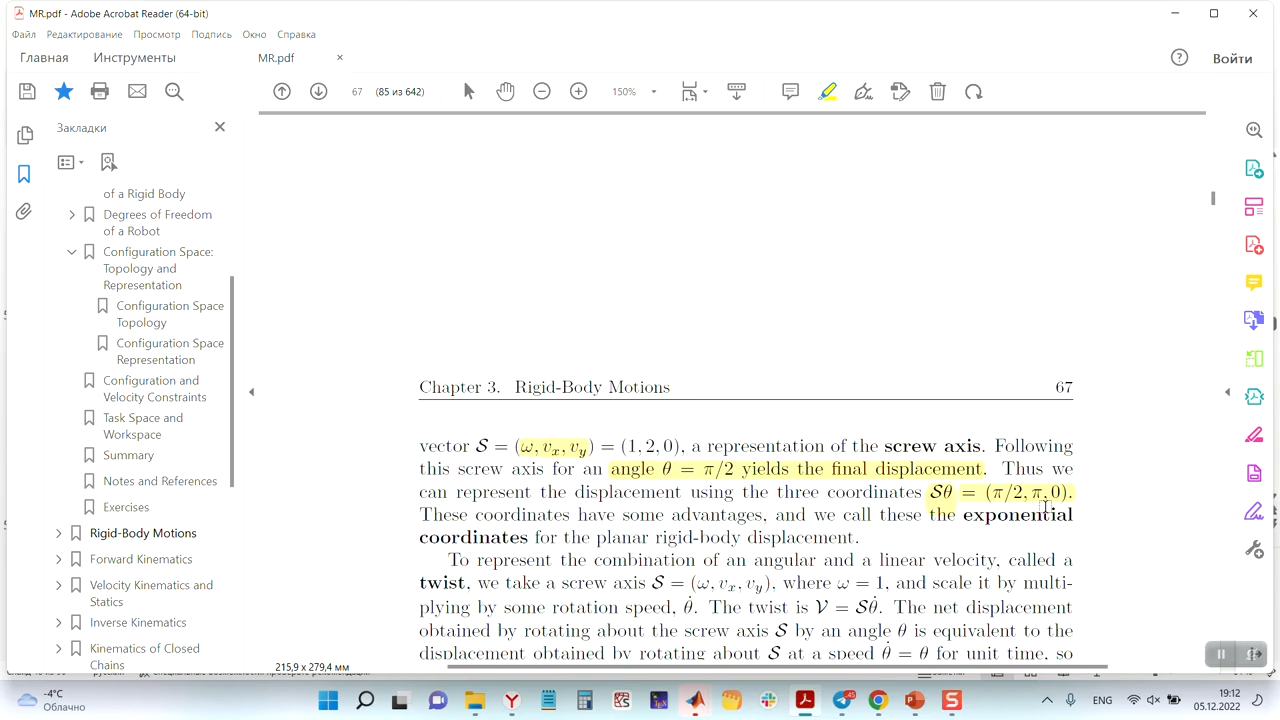 MR.pdf - Adobe Acrobat Reader (64-bit)
Файл Редактирование Просмотр Подпись Окно Справка
Главная Инструменты MR.pdf × Войти
67 (85 из 642) 150%
Закладки
of a Rigid Body
Degrees of Freedom
of a Robot
Configuration Space:
Topology and
Representation
Configuration Space
Topology
Configuration Space
Representation
Configuration and
Velocity Constraints
Task Space and
Workspace
Summary
Notes and References
Exercises
Rigid-Body Motions
Forward Kinematics
Velocity Kinematics and
Statics
Inverse Kinematics
Kinematics of Closed
Chains
Chapter 3. Rigid-Body Motions 67
vector 𝒮 = (ω, vₓ, v_y) = (1, 2, 0), a representation of the screw axis. Following
this screw axis for an angle θ = π/2 yields the final displacement. Thus we
can represent the displacement using the three coordinates 𝒮θ = (π/2, π, 0).
These coordinates have some advantages, and we call these the exponential
coordinates for the planar rigid-body displacement.
To represent the combination of an angular and a linear velocity, called a
twist, we take a screw axis 𝒮 = (ω, vₓ, v_y), where ω = 1, and scale it by multi-
plying by some rotation speed, θ̇. The twist is 𝒱 = 𝒮θ̇. The net displacement
obtained by rotating about the screw axis 𝒮 by an angle θ is equivalent to the
displacement obtained by rotating about 𝒮 at a speed θ̇ = θ for unit time, so
215,9 x 279,4 мм
-4°C
Облачно
ENG
19:12
05.12.2022